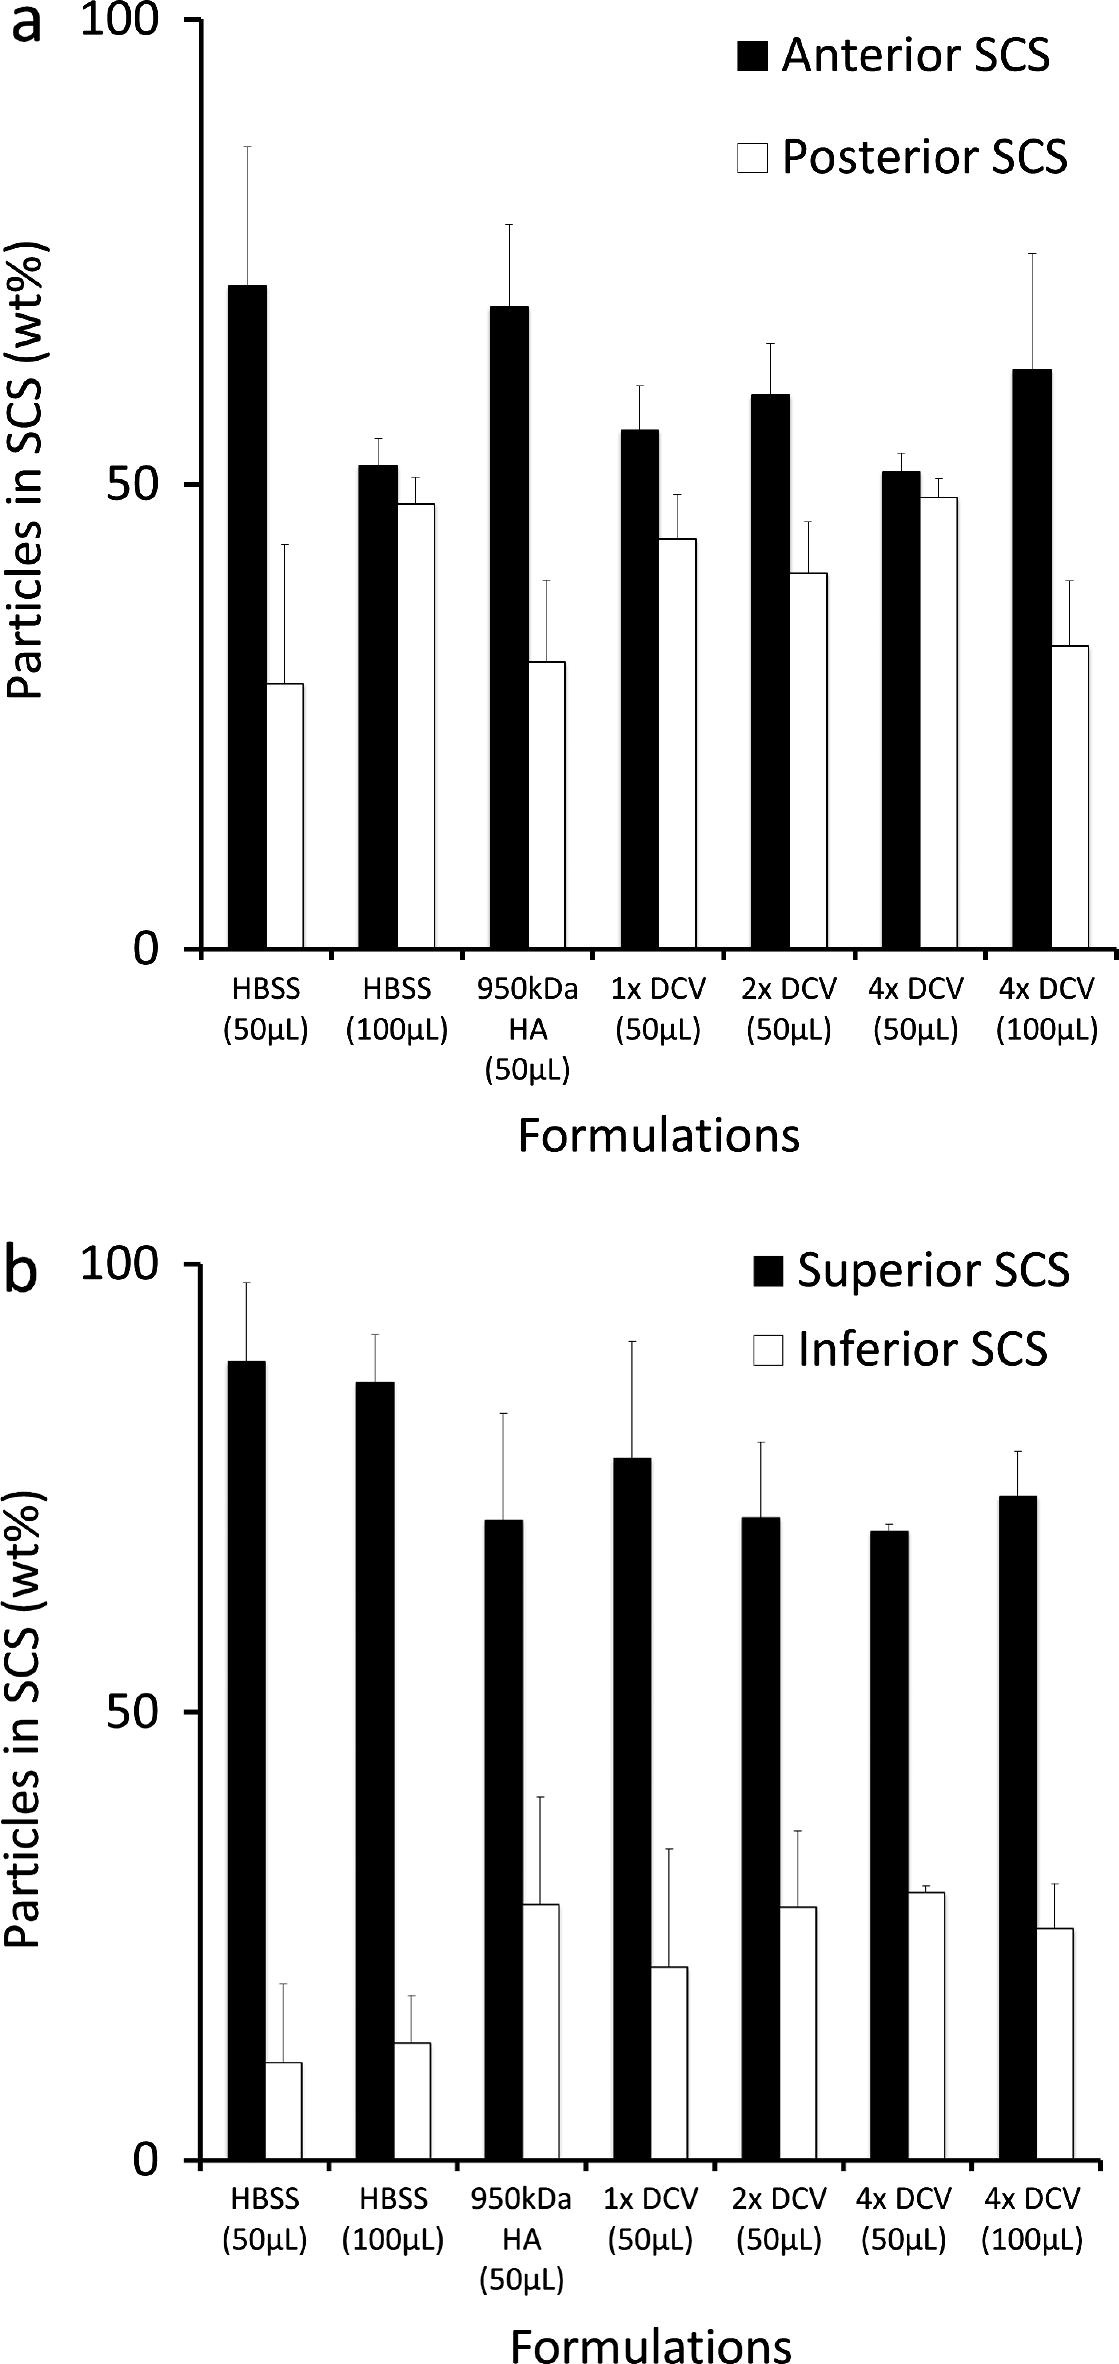 a
100
Anterior SCS
Posterior SCS
Particles in SCS (wt%)
50
0
HBSS
(50µL)
HBSS
(100µL)
950kDa
HA
(50µL)
1x DCV
(50µL)
2x DCV
(50µL)
4x DCV
(50µL)
4x DCV
(100µL)
Formulations
b
100
Superior SCS
Inferior SCS
Particles in SCS (wt%)
50
0
HBSS
(50µL)
HBSS
(100µL)
950kDa
HA
(50µL)
1x DCV
(50µL)
2x DCV
(50µL)
4x DCV
(50µL)
4x DCV
(100µL)
Formulations